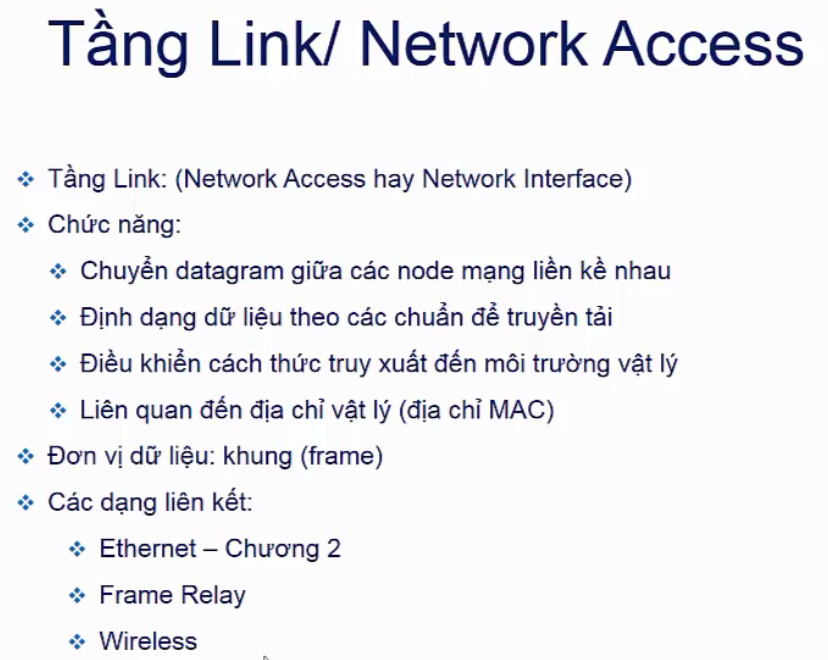 Tầng Link/ Network Access
Tầng Link: (Network Access hay Network Interface)
Chức năng:
Chuyển datagram giữa các node mạng liền kề nhau
Định dạng dữ liệu theo các chuẩn để truyền tải
Điều khiển cách thức truy xuất đến môi trường vật lý
Liên quan đến địa chỉ vật lý (địa chỉ MAC)
Đơn vị dữ liệu: khung (frame)
Các dạng liên kết:
Ethernet – Chương 2
Frame Relay
Wireless